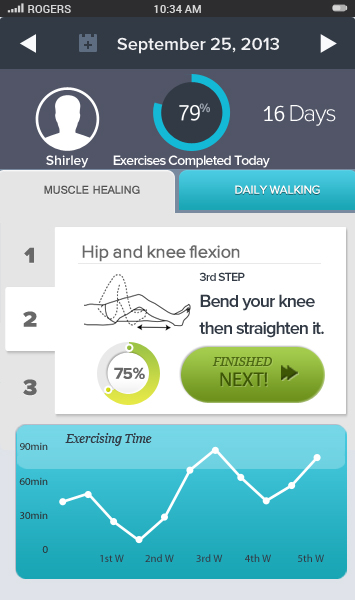 ROGERS 10:34 AM
September 25, 2013
79%
16 Days
Shirley
Exercises Completed Today
MUSCLE HEALING
DAILY WALKING
1
2
3
Hip and knee flexion
3rd STEP
Bend your knee
then straighten it.
75%
FINISHED
NEXT!
Exercising Time
90min
60min
30min
0
1st W 2nd W 3rd W 4th W 5th W